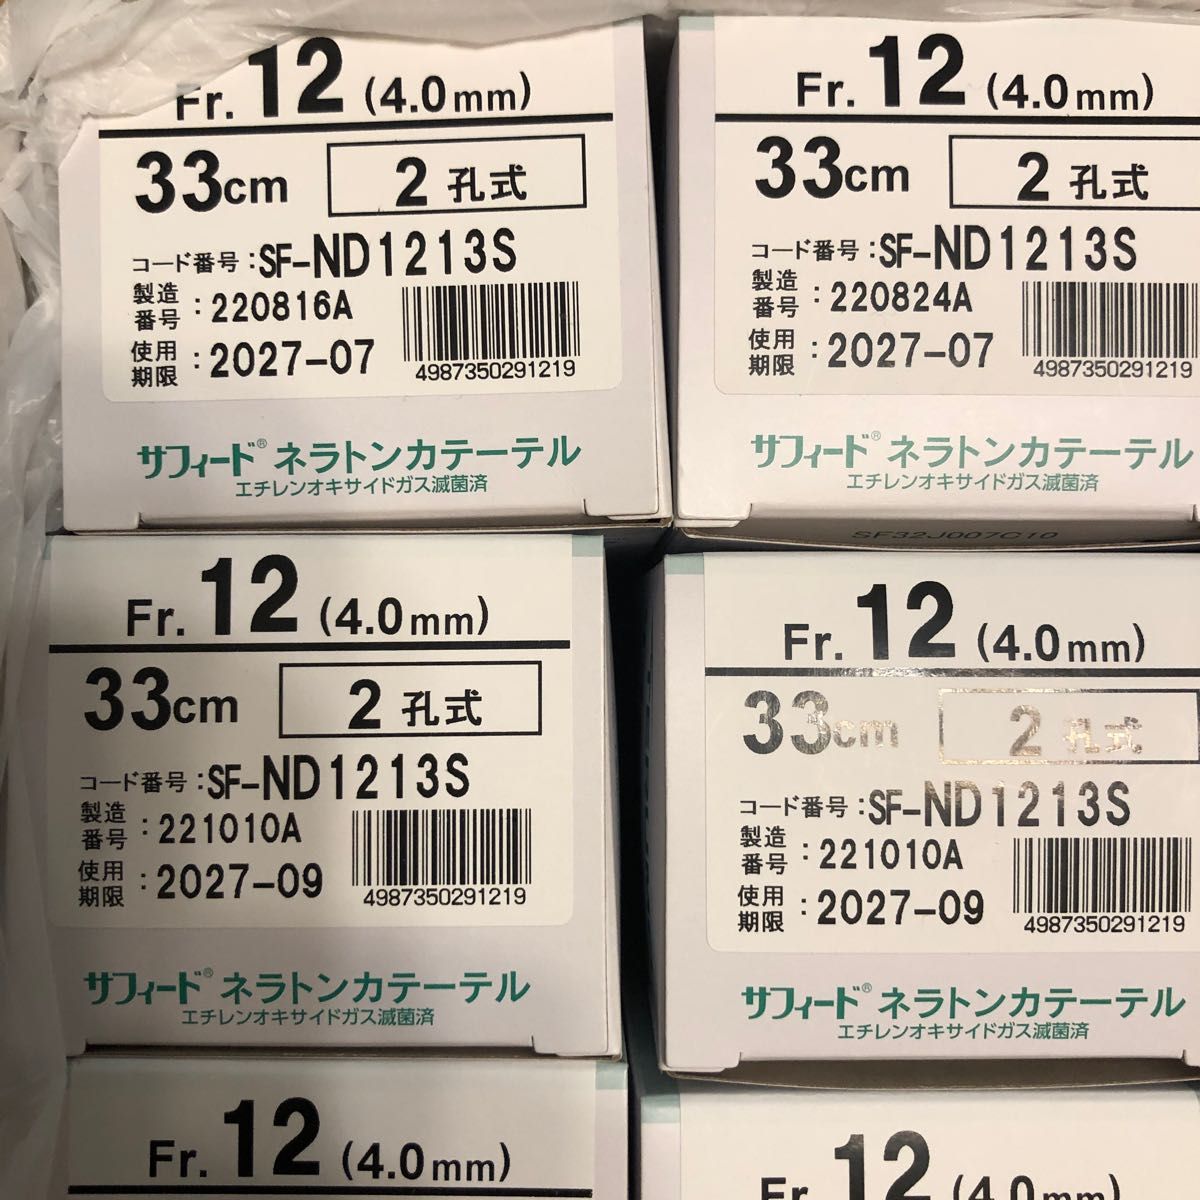 Fr. 12 (4.0mm)
33cm 2 孔式
コード番号:SF-ND1213S
製造番号:220816A
使用期限:2027-07
4987350291219
サフィード® ネラトンカテーテル
エチレンオキサイドガス滅菌済
Fr. 12 (4.0mm)
33cm 2 孔式
コード番号:SF-ND1213S
製造番号:220824A
使用期限:2027-07
4987350291219
サフィード® ネラトンカテーテル
エチレンオキサイドガス滅菌済
SF32J007C10
Fr. 12 (4.0mm)
33cm 2 孔式
コード番号:SF-ND1213S
製造番号:221010A
使用期限:2027-09
4987350291219
サフィード® ネラトンカテーテル
エチレンオキサイドガス滅菌済
Fr. 12 (4.0mm)
33cm 2 孔式
コード番号:SF-ND1213S
製造番号:221010A
使用期限:2027-09
4987350291219
サフィード® ネラトンカテーテル
エチレンオキサイドガス滅菌済
Fr. 12 (4.0mm)
Fr. 12 (4.0mm)